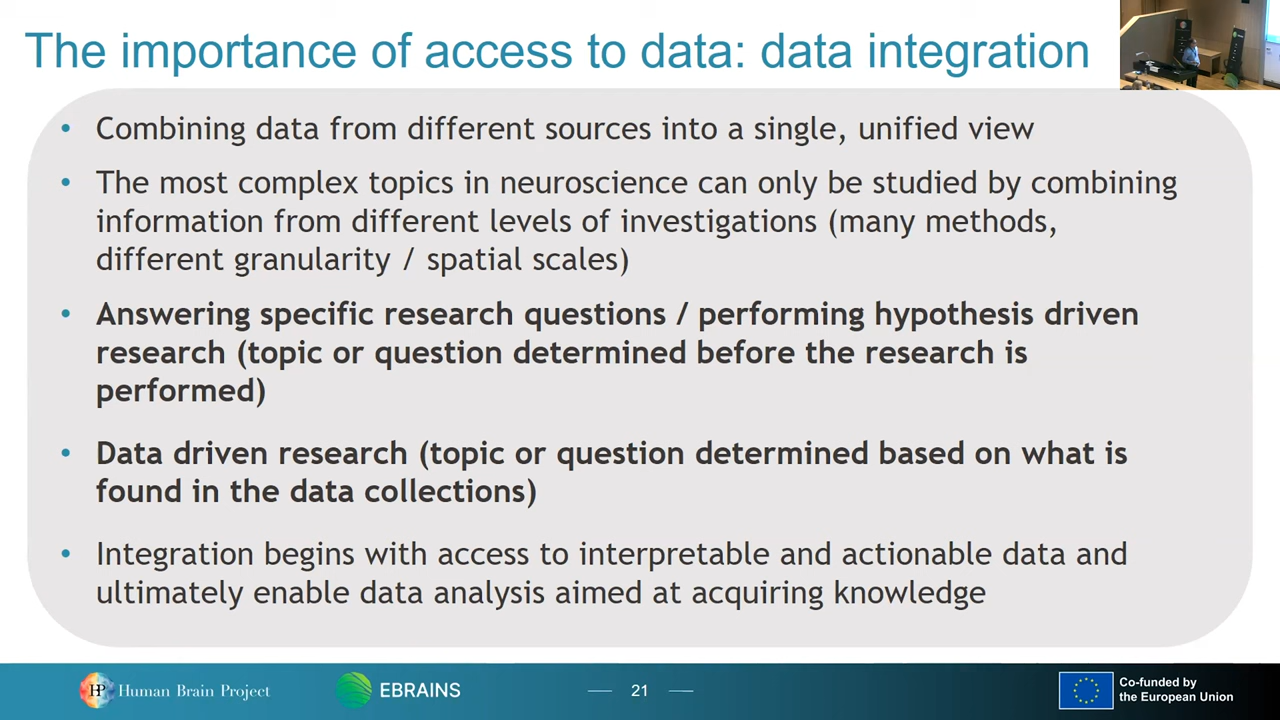 The importance of access to data: data integration
• Combining data from different sources into a single, unified view
• The most complex topics in neuroscience can only be studied by combining
information from different levels of investigations (many methods,
different granularity / spatial scales)
• Answering specific research questions / performing hypothesis driven
research (topic or question determined before the research is
performed)
• Data driven research (topic or question determined based on what is
found in the data collections)
• Integration begins with access to interpretable and actionable data and
ultimately enable data analysis aimed at acquiring knowledge
HP Human Brain Project
EBRAINS
21
Co-funded by
the European Union